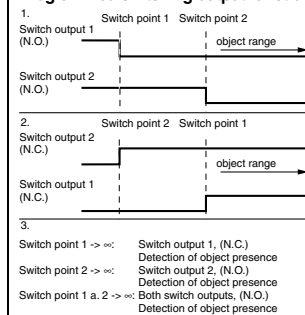 1.
Switch point 1 Switch point 2
Switch output 1
(N.O.)
object range
Switch output 2
(N.O.)
2.
Switch point 2 Switch point 1
Switch output 2
(N.C.)
object range
Switch output 1
(N.C.)
3.
Switch point 1 -> ∞: Switch output 1, (N.C.)
Detection of object presence
Switch point 2 -> ∞: Switch output 2, (N.O.)
Detection of object presence
Switch point 1 a. 2 -> ∞: Both switch outputs, (N.O.)
Detection of object presence